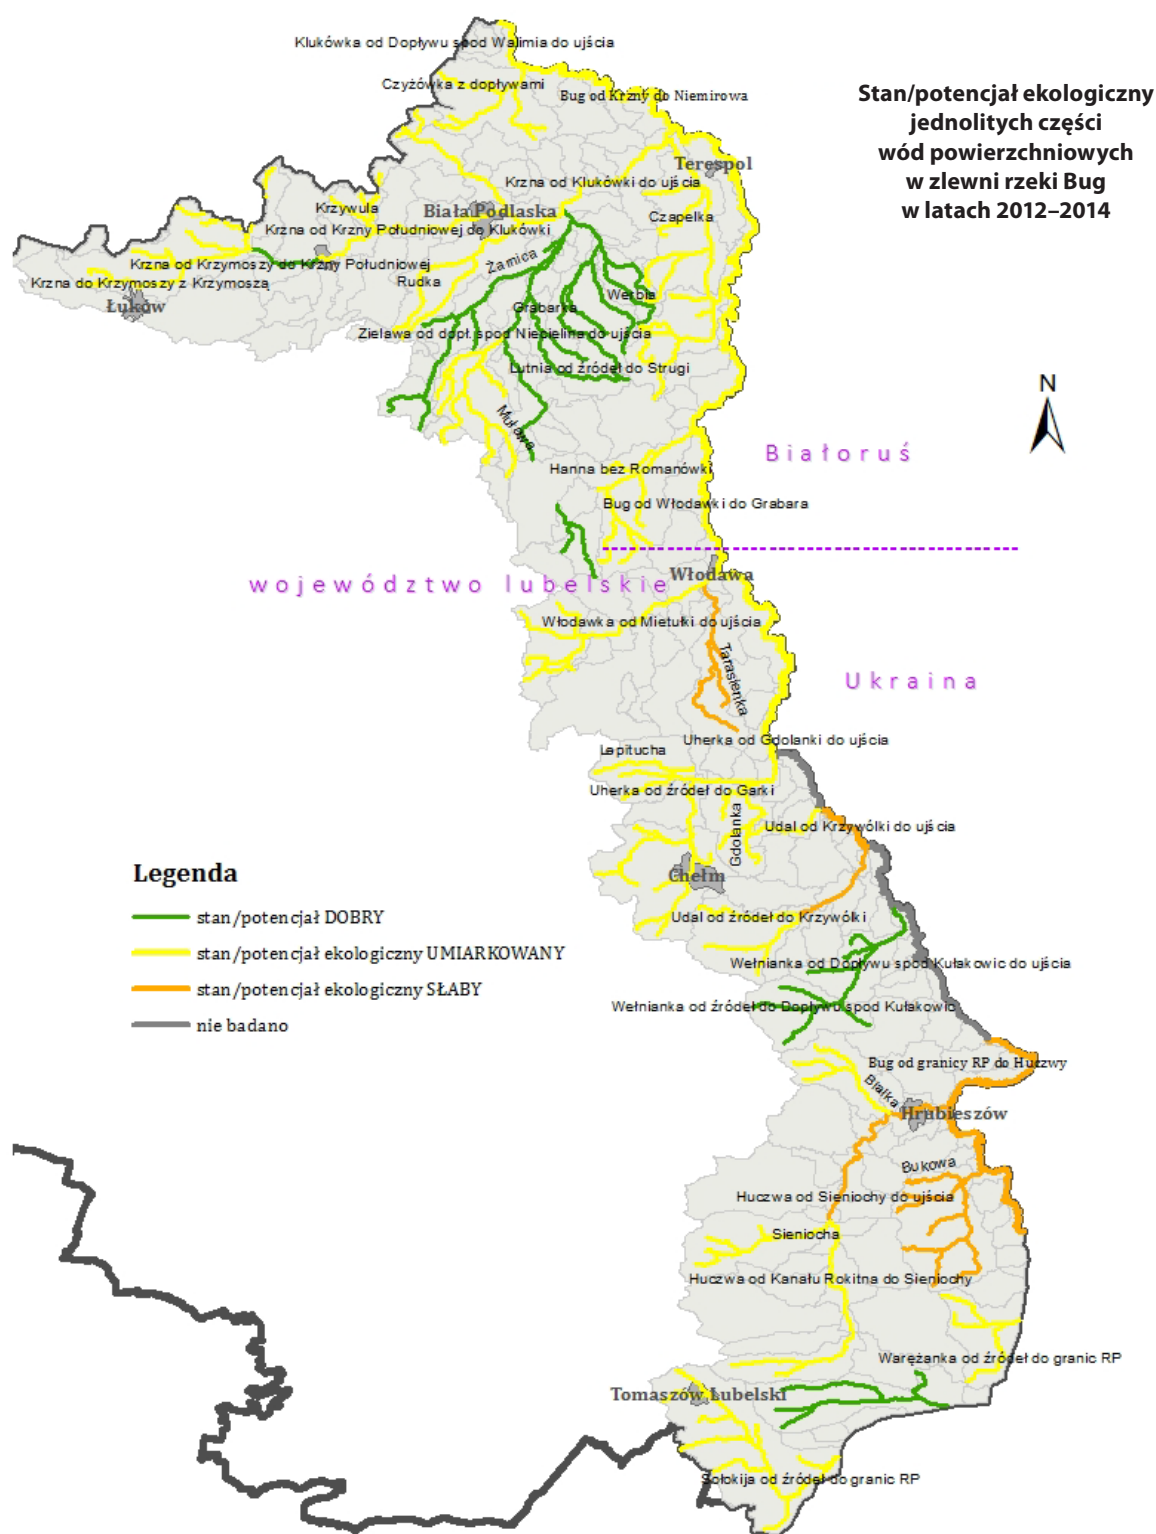 Stan/potencjał ekologiczny
jednolitych części
wód powierzchniowych
w zlewni rzeki Bug
w latach 2012–2014
Klukówka od Dopływu spod Walimia do ujścia
Czyżówka z dopływami
Bug od Krzny do Niemirowa
Terespol
Krzna od Klukówki do ujścia
Krzywula
Biała Podlaska
Czapelka
Krzna od Krzny Południowej do Klukówki
Krzna od Krzymoszy do Krzny Południowej
Żarnica
Krzna do Krzymoszy z Krzymoszą
Rudka
Werbia
Łuków
Grabarka
Zielawa od dopł. spod Niecielina do ujścia
Lutnia od źródeł do Strugi
N
Muława
Białoruś
Hanna bez Romanówki
Bug od Włodawki do Grabara
Włodawa
województwo lubelskie
Włodawka od Mietułki do ujścia
Tarasienka
Ukraina
Uherka od Gdolanki do ujścia
Lepitucha
Uherka od źródeł do Garki
Gdolanka
Udal od Krzywólki do ujścia
Legenda
Chełm
stan/potencjał DOBRY
Udal od źródeł do Krzywólki
stan/potencjał ekologiczny UMIARKOWANY
Wełnianka od Dopływu spod Kułakowic do ujścia
stan/potencjał ekologiczny SŁABY
Wełnianka od źródeł do Dopływu spod Kułakowic
nie badano
Bug od granicy RP do Huczwy
Białka
Hrubieszów
Bukowa
Huczwa od Sieniochy do ujścia
Sieniocha
Huczwa od Kanału Rokitna do Sieniochy
Warężanka od źródeł do granic RP
Tomaszów Lubelski
Sołokija od źródeł do granic RP